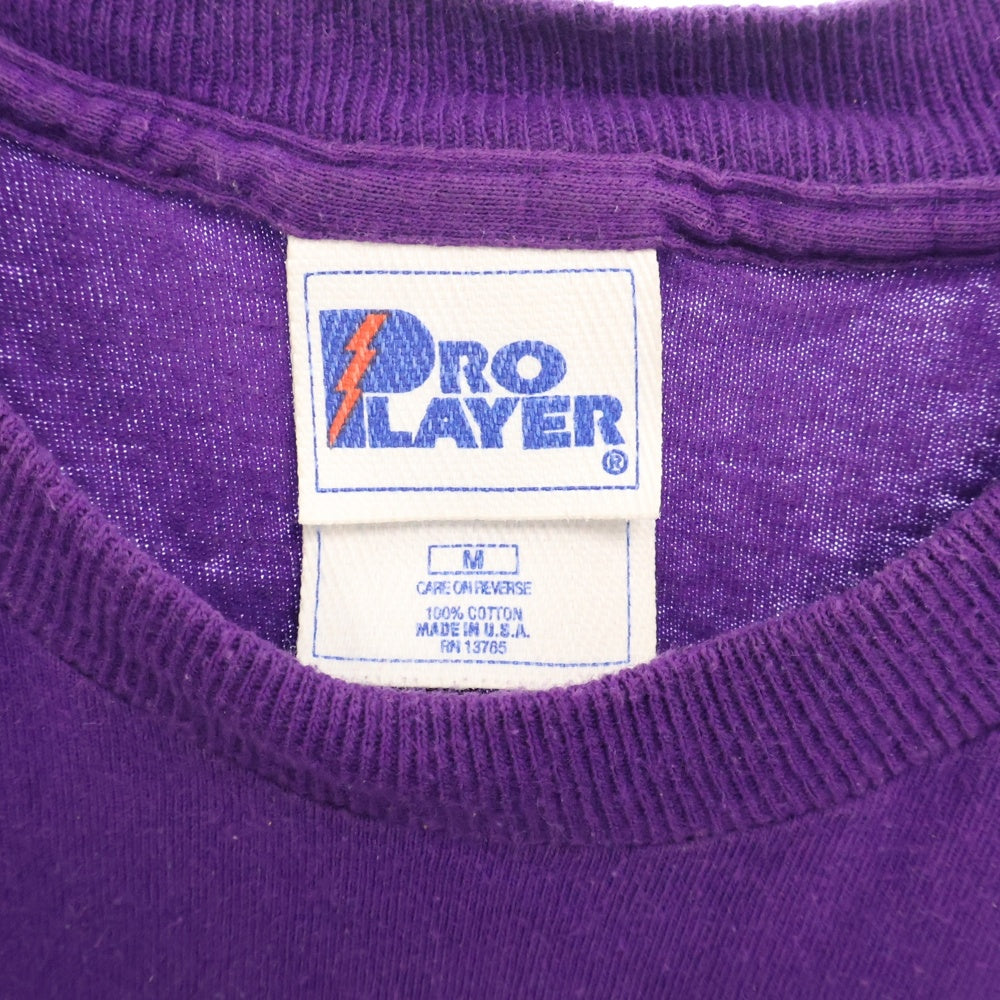 PRO
PLAYER®
M
CARE ON REVERSE
100% COTTON
MADE IN U.S.A.
RN 13765